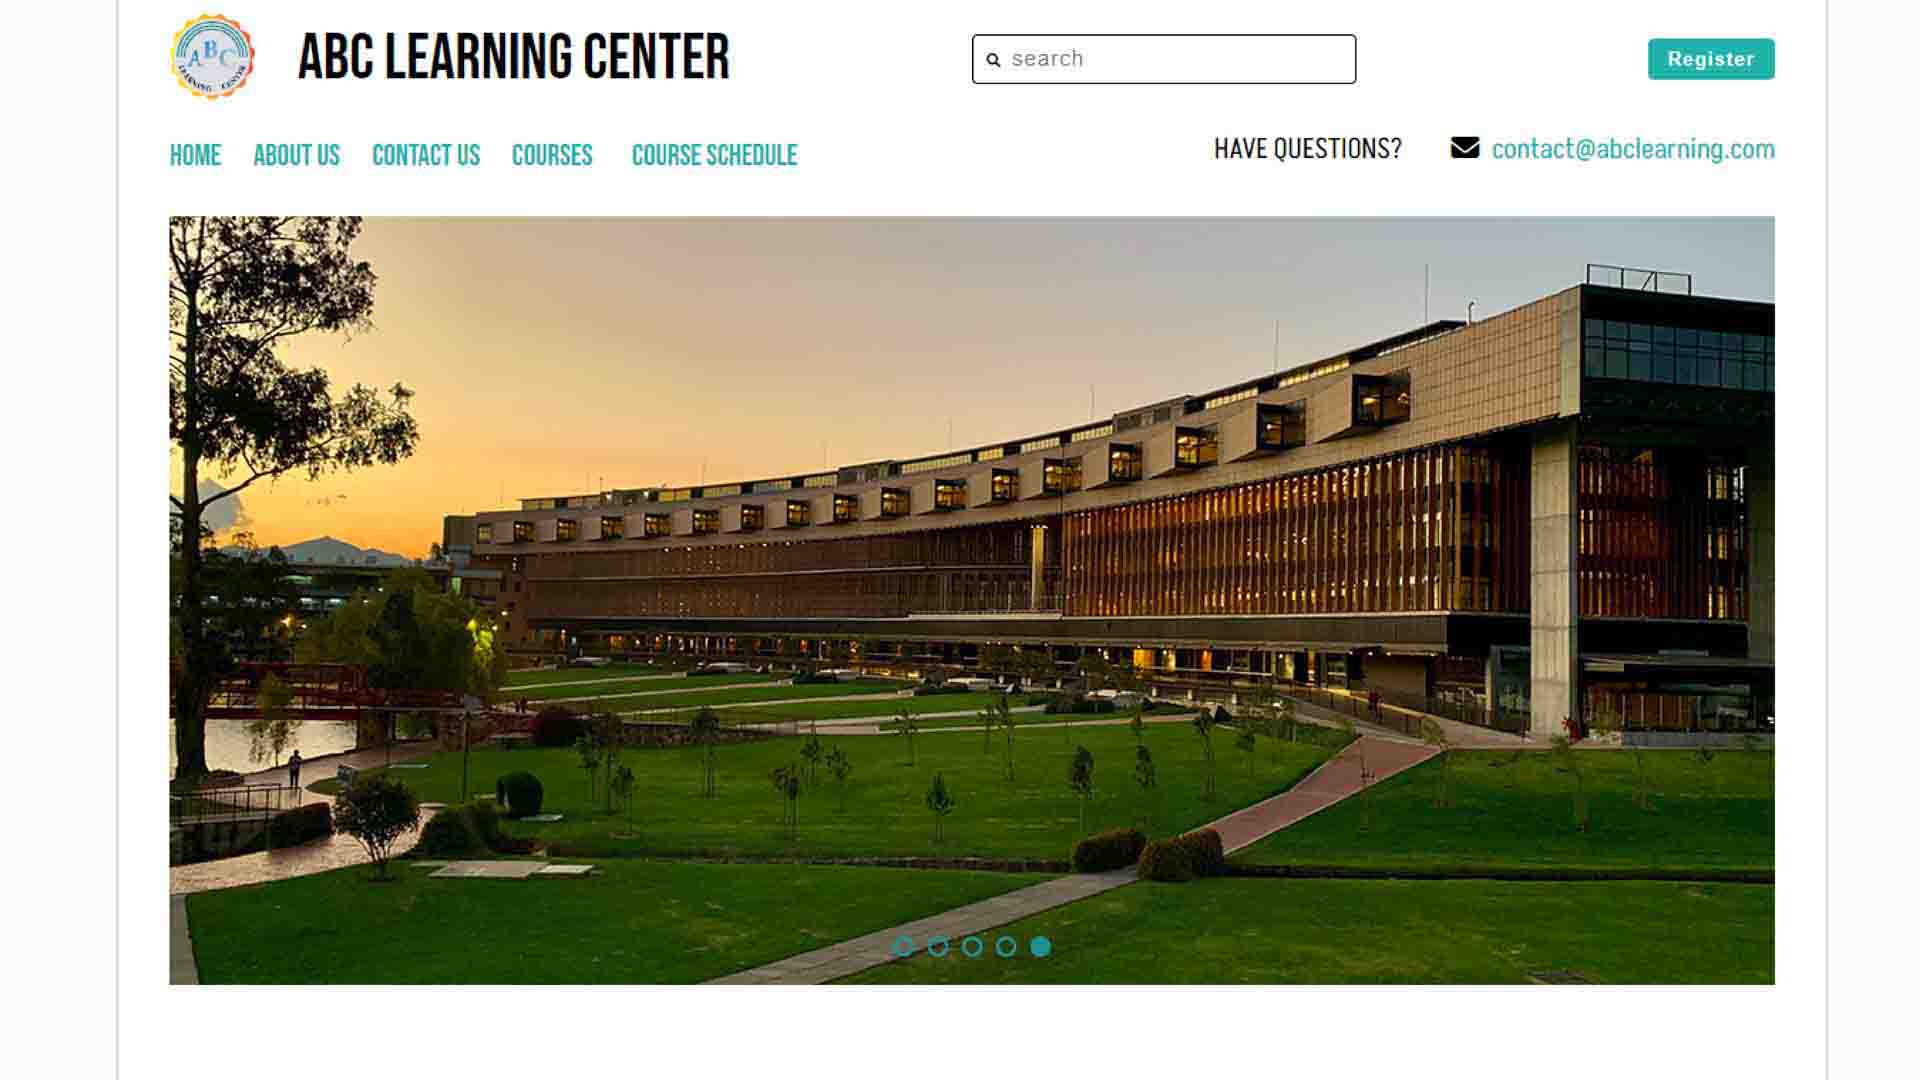 ABC
LEARNING CENTER
ABC LEARNING CENTER
search
Register
HOME
ABOUT US
CONTACT US
COURSES
COURSE SCHEDULE
HAVE QUESTIONS?
contact@abclearning.com